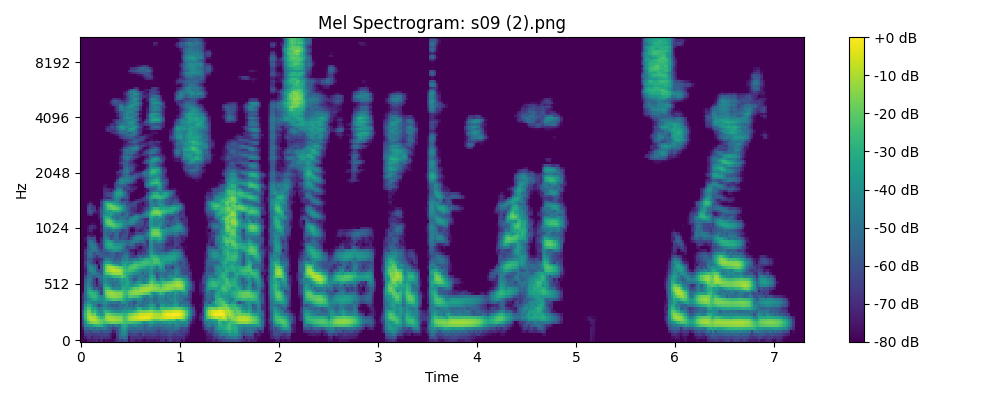 Mel Spectrogram: s09 (2).png
Hz
8192
4096
2048
1024
512
0
0 1 2 3 4 5 6 7
Time
+0 dB
-10 dB
-20 dB
-30 dB
-40 dB
-50 dB
-60 dB
-70 dB
-80 dB